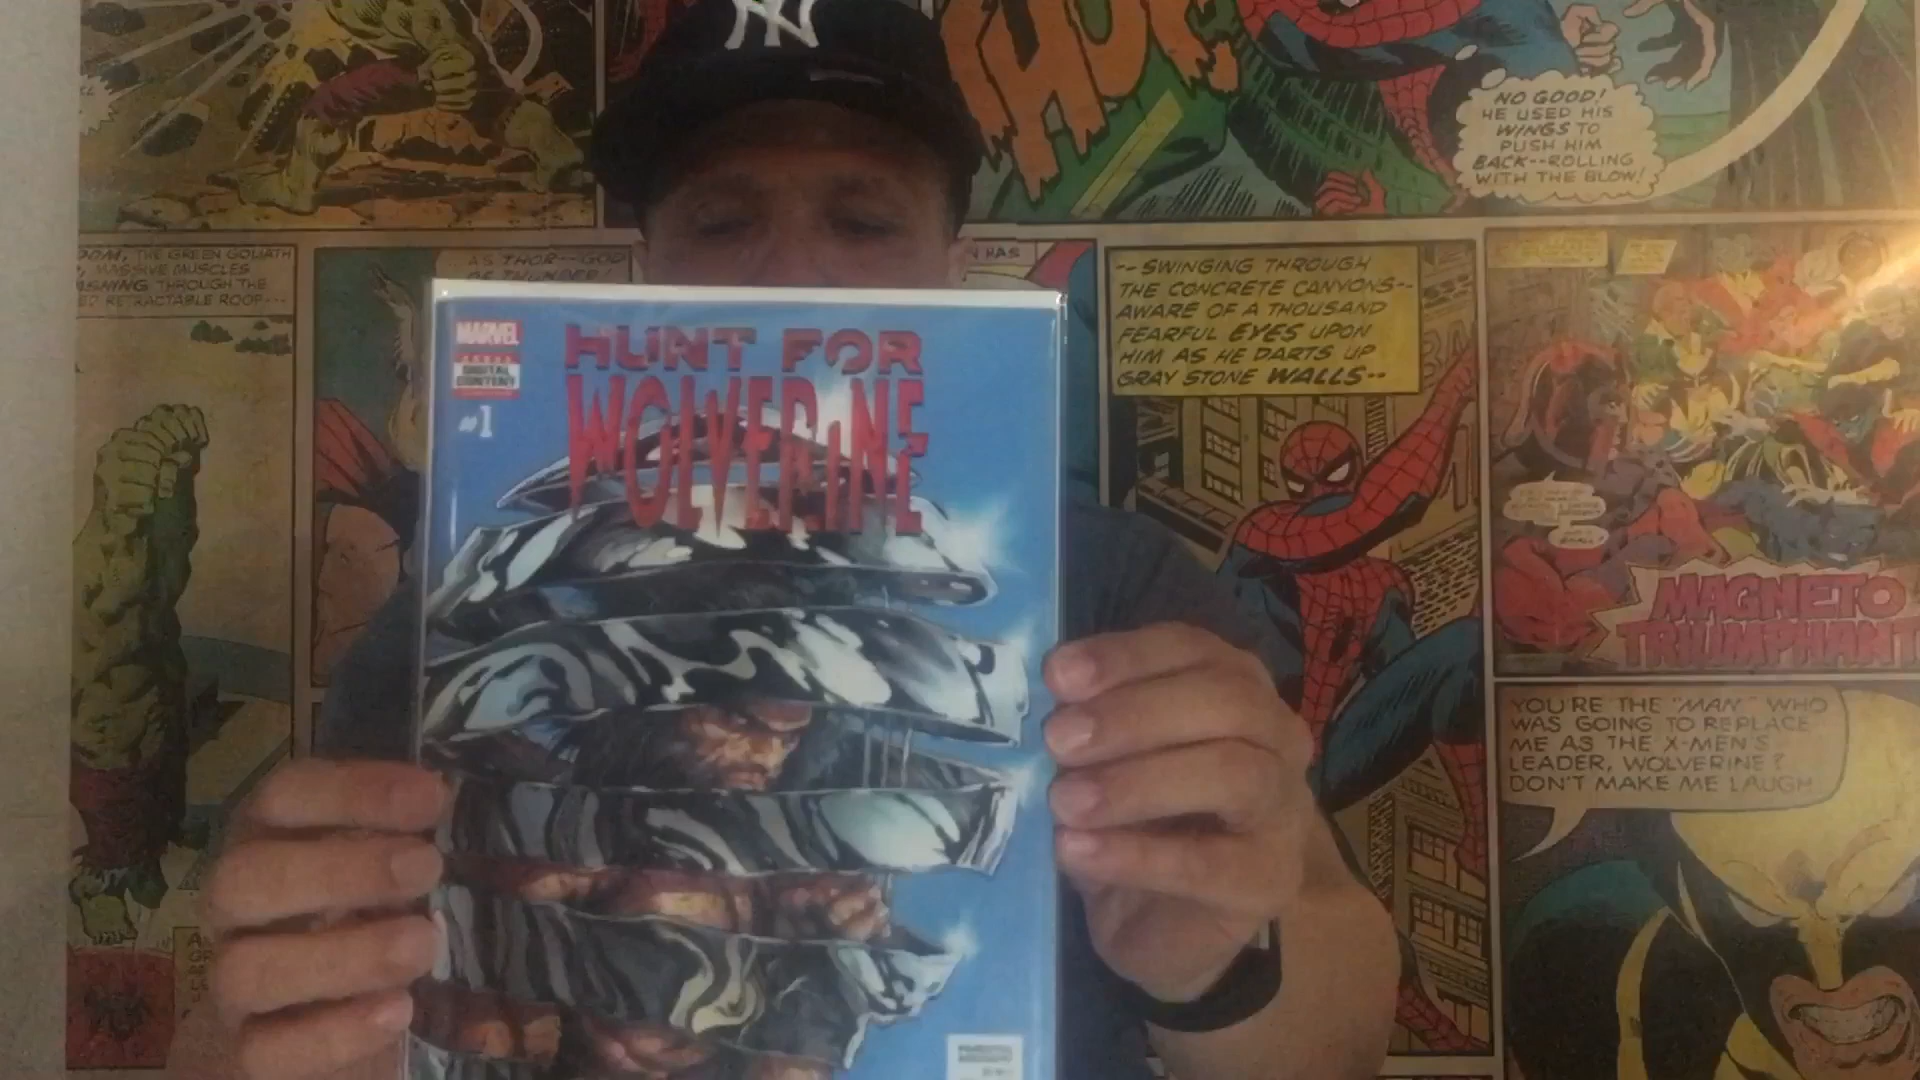 NY
NO GOOD!
HE USED HIS
WINGS TO
PUSH HIM
BACK--ROLLING
WITH THE BLOW!
THE GREEN GOLIATH
MASSIVE MUSCLES
THROUGH THE
RETRACTABLE ROOF...
AS THOR--GOD
OF THUNDER!
HAS
--SWINGING THROUGH
THE CONCRETE CANYONS--
AWARE OF A THOUSAND
FEARFUL EYES UPON
HIM AS HE DARTS UP
GRAY STONE WALLS--
MARVEL
DIGITAL
CONTENT
#1
HUNT FOR
WOLVERINE
MAGNETO
TRIUMPHANT
YOU'RE THE "MAN" WHO
WAS GOING TO REPLACE
ME AS THE X-MEN'S
LEADER, WOLVERINE?
DON'T MAKE ME LAUGH